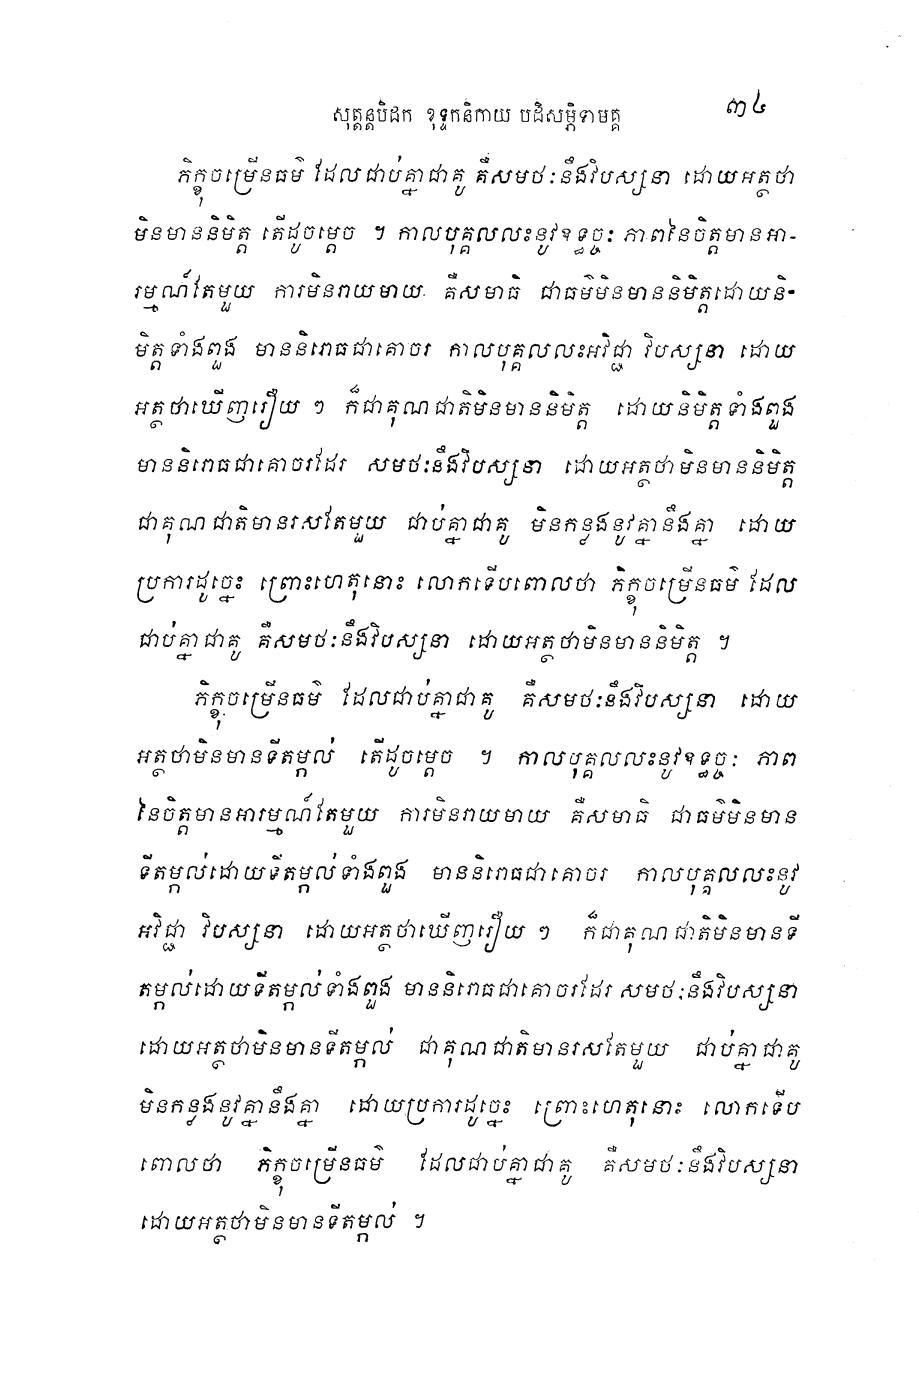 សុត្តន្តបិដក ខុទ្ទកនិកាយ បដិសម្ភិទាមគ្គ ៣៤
ភិក្ខុចម្រើនធម៌ ដែលជាប់គ្នាជាគូ គឺសមថៈនឹងវិបស្សនា ដោយអត្ថថា
មិនមាននិមិត្ត តើដូចម្តេច ។ កាលបុគ្គលលះនូវឧទ្ធច្ចៈ ភាពនៃចិត្តមានអា-
រម្មណ៍តែមួយ ការមិនរាយមាយ គឺសមាធិ ជាធម៌មិនមាននិមិត្តដោយនិ-
មិត្តទាំងពួង មាននិរោធជាគោចរ កាលបុគ្គលលះអវិជ្ជា វិបស្សនា ដោយ
អត្ថថាឃើញរឿយ ៗ ក៏ជាគុណជាតិមិនមាននិមិត្ត ដោយនិមិត្តទាំងពួង
មាននិរោធជាគោចរដែរ សមថៈនឹងវិបស្សនា ដោយអត្ថថាមិនមាននិមិត្ត
ជាគុណជាតិមានរសតែមួយ ជាប់គ្នាជាគូ មិនកន្លងនូវគ្នានឹងគ្នា ដោយ
ប្រការដូច្នេះ ព្រោះហេតុនោះ លោកទើបពោលថា ភិក្ខុចម្រើនធម៌ ដែល
ជាប់គ្នាជាគូ គឺសមថៈនឹងវិបស្សនា ដោយអត្ថថាមិនមាននិមិត្ត ។
ភិក្ខុចម្រើនធម៌ ដែលជាប់គ្នាជាគូ គឺសមថៈនឹងវិបស្សនា ដោយ
អត្ថថាមិនមានទីតម្កល់ តើដូចម្តេច ។ កាលបុគ្គលលះនូវឧទ្ធច្ចៈ ភាព
នៃចិត្តមានអារម្មណ៍តែមួយ ការមិនរាយមាយ គឺសមាធិ ជាធម៌មិនមាន
ទីតម្កល់ដោយទីតម្កល់ទាំងពួង មាននិរោធជាគោចរ កាលបុគ្គលលះនូវ
អវិជ្ជា វិបស្សនា ដោយអត្ថថាឃើញរឿយ ៗ ក៏ជាគុណជាតិមិនមានទី
តម្កល់ដោយទីតម្កល់ទាំងពួង មាននិរោធជាគោចរដែរ សមថៈនឹងវិបស្សនា
ដោយអត្ថថាមិនមានទីតម្កល់ ជាគុណជាតិមានរសតែមួយ ជាប់គ្នាជាគូ
មិនកន្លងនូវគ្នានឹងគ្នា ដោយប្រការដូច្នេះ ព្រោះហេតុនោះ លោកទើប
ពោលថា ភិក្ខុចម្រើនធម៌ ដែលជាប់គ្នាជាគូ គឺសមថៈនឹងវិបស្សនា
ដោយអត្ថថាមិនមានទីតម្កល់ ។